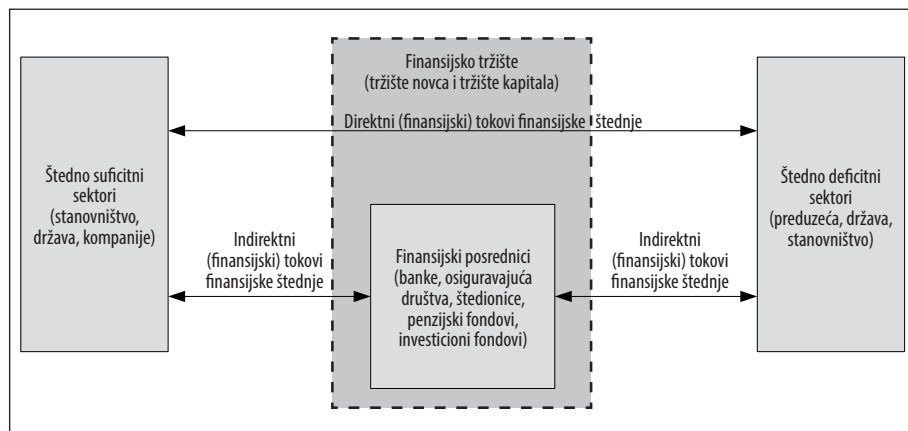 Finansijsko tržište
(tržište novca i tržište kapitala)
Direktni (finansijski) tokovi finansijske štednje
Štedno suficitni
sektori
(stanovništvo,
država, kompanije)
Indirektni
(finansijski) tokovi
finansijske štednje
Finansijski posrednici
(banke, osiguravajuća
društva, štedionice,
penzijski fondovi,
investicioni fondovi)
Indirektni
(finansijski) tokovi
finansijske štednje
Štedno deficitni
sektori
(preduzeća, država,
stanovništvo)